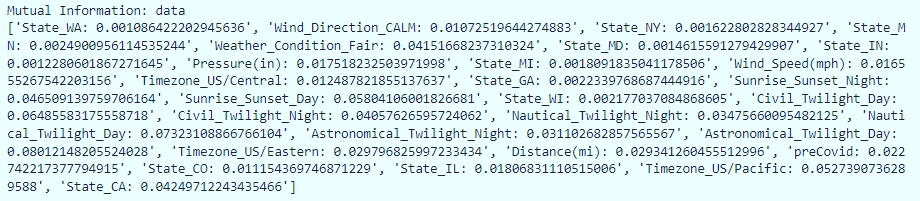 Mutual Information: data
['State_WA: 0.001086422202945636', 'Wind_Direction_CALM: 0.01072519644274883', 'State_NY: 0.001622802828344927', 'State_M
N: 0.0024900956114535244', 'Weather_Condition_Fair: 0.04151668237310324', 'State_MD: 0.0014615591279429907', 'State_IN:
0.0012280601867271645', 'Pressure(in): 0.017518232503971998', 'State_MI: 0.0018091835041178506', 'Wind_Speed(mph): 0.0165
55267542203156', 'Timezone_US/Central: 0.012487821855137637', 'State_GA: 0.0022339768687444916', 'Sunrise_Sunset_Night:
0.046509139759706164', 'Sunrise_Sunset_Day: 0.05804106001826681', 'State_WI: 0.002177037084868605', 'Civil_Twilight_Day:
0.06485583175558718', 'Civil_Twilight_Night: 0.04057626595724062', 'Nautical_Twilight_Night: 0.03475660095482125', 'Nauti
cal_Twilight_Day: 0.07323108866766104', 'Astronomical_Twilight_Night: 0.031102682857565567', 'Astronomical_Twilight_Day:
0.08012148205524028', 'Timezone_US/Eastern: 0.029796825997233434', 'Distance(mi): 0.029341260455512996', 'preCovid: 0.022
742217377794915', 'State_CO: 0.011154369746871229', 'State_IL: 0.01806831110515006', 'Timezone_US/Pacific: 0.052739073628
9588', 'State_CA: 0.04249712243435466']